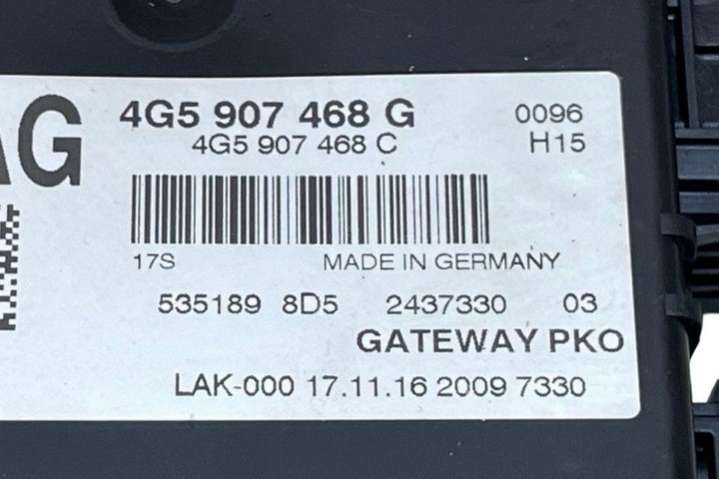 AG
4G5 907 468 G 0096
4G5 907 468 C H15
17S MADE IN GERMANY
535189 8D5 2437330 03
GATEWAY PKO
LAK-000 17.11.16 2009 7330